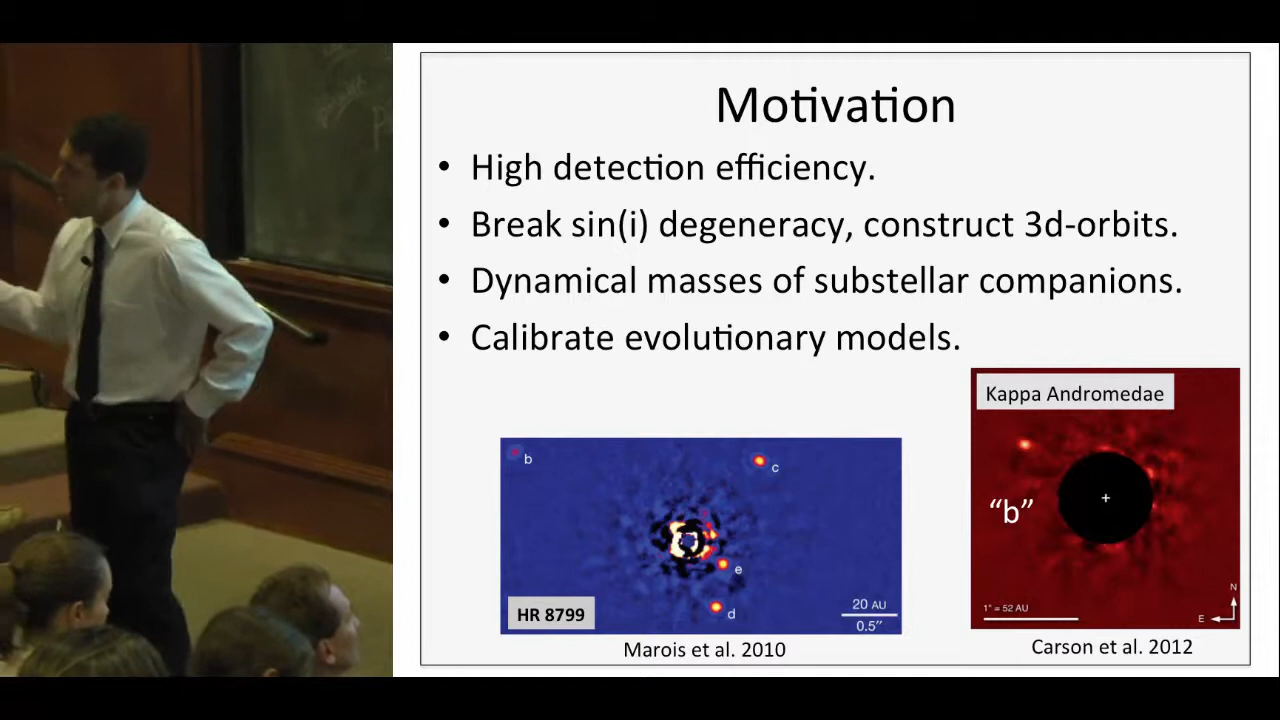 Motivation
• High detection efficiency.
• Break sin(i) degeneracy, construct 3d-orbits.
• Dynamical masses of substellar companions.
• Calibrate evolutionary models.
Kappa Andromedae
b
c
“b”
e
d
HR 8799
20 AU
0.5”
1" = 52 AU
N
E
Marois et al. 2010
Carson et al. 2012